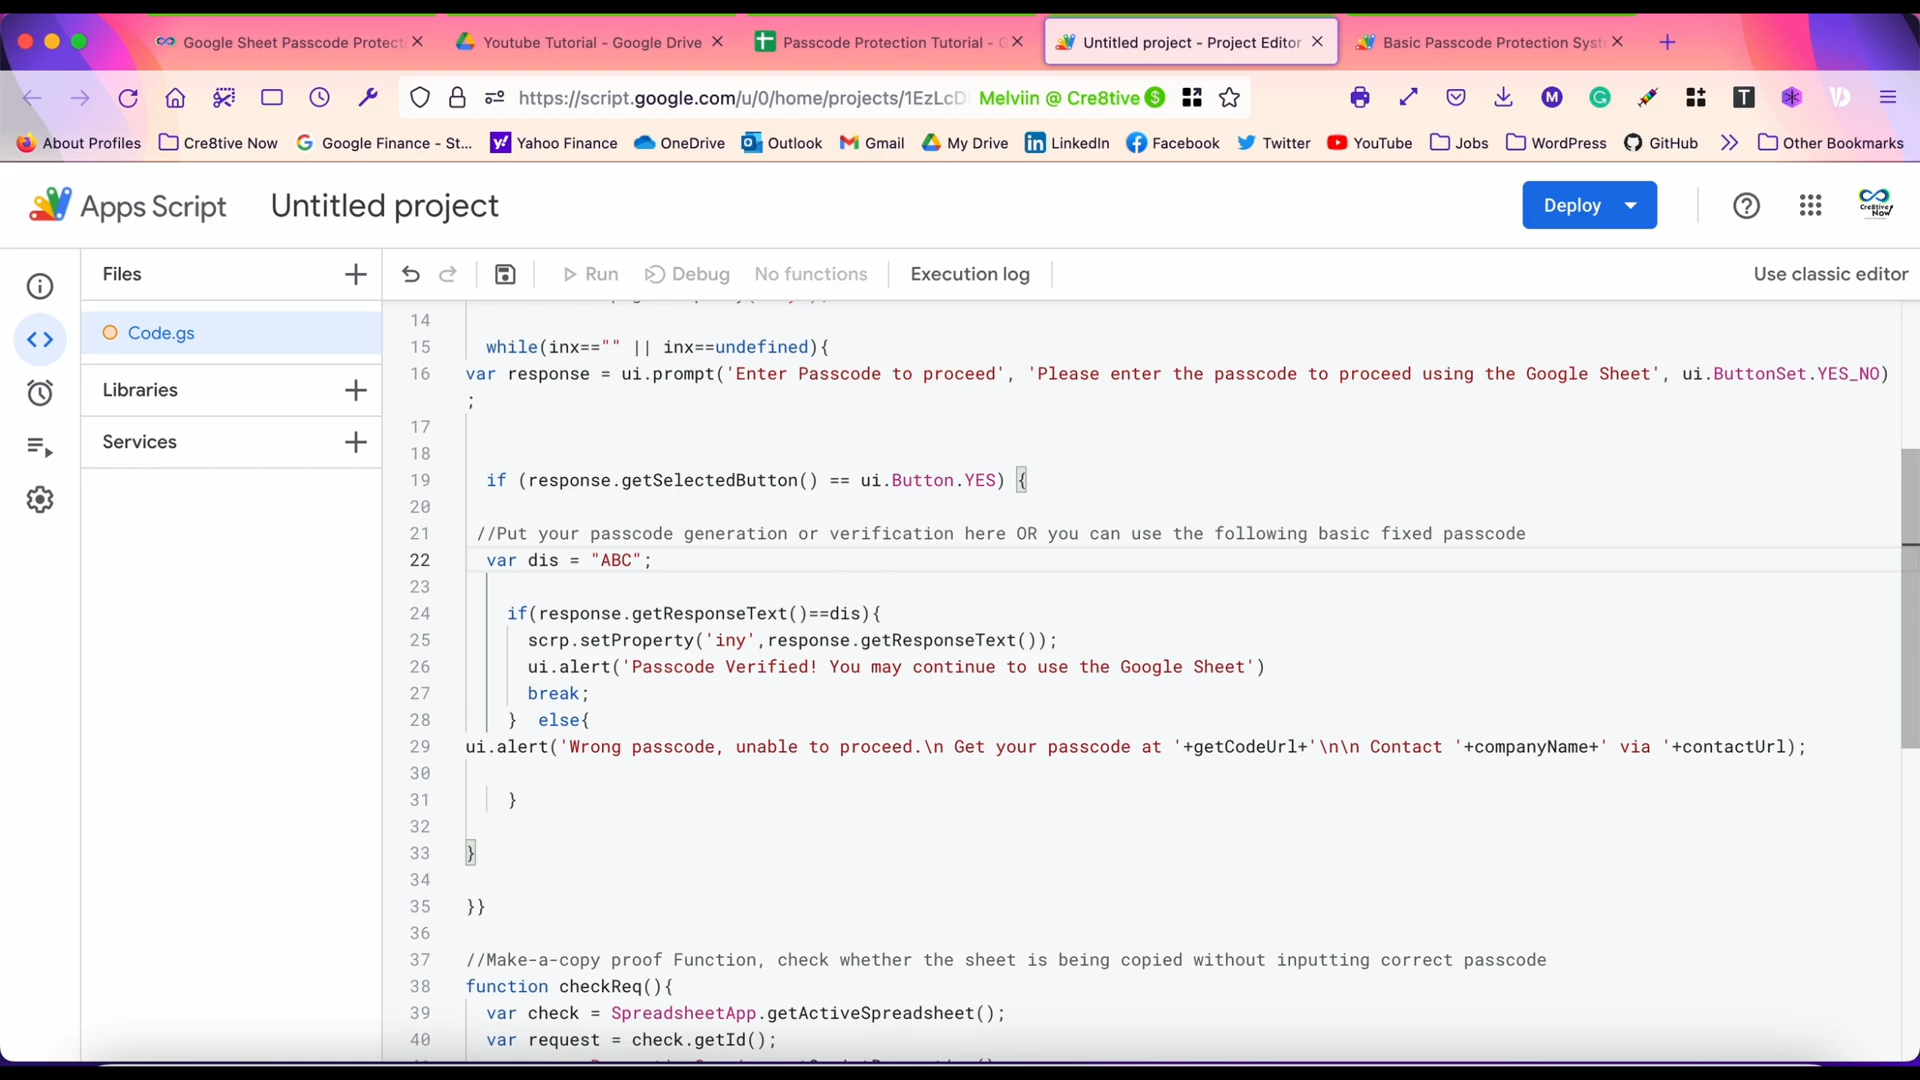 Google Sheet Passcode Protect
Youtube Tutorial - Google Drive
Passcode Protection Tutorial -
Untitled project - Project Editor
Basic Passcode Protection Syst
https://script.google.com/u/0/home/projects/1EzLcD
Melviin @ Cre8tive
About Profiles
Cre8tive Now
Google Finance - St...
Yahoo Finance
OneDrive
Outlook
Gmail
My Drive
LinkedIn
Facebook
Twitter
YouTube
Jobs
WordPress
GitHub
Other Bookmarks
Apps Script
Untitled project
Deploy
Cre8tive
Now
Files
Code.gs
Libraries
Services
Run
Debug
No functions
Execution log
Use classic editor
14
15 while(inx=="" || inx==undefined){
16 var response = ui.prompt('Enter Passcode to proceed', 'Please enter the passcode to proceed using the Google Sheet', ui.ButtonSet.YES_NO)
;
17
18
19 if (response.getSelectedButton() == ui.Button.YES) {
20
21 //Put your passcode generation or verification here OR you can use the following basic fixed passcode
22 var dis = "ABC";
23
24 if(response.getResponseText()==dis){
25 scrp.setProperty('iny',response.getResponseText());
26 ui.alert('Passcode Verified! You may continue to use the Google Sheet')
27 break;
28 } else{
29 ui.alert('Wrong passcode, unable to proceed.\n Get your passcode at '+getCodeUrl+'\n\n Contact '+companyName+' via '+contactUrl);
30
31 }
32
33 }
34
35 }}
36
37 //Make-a-copy proof Function, check whether the sheet is being copied without inputting correct passcode
38 function checkReq(){
39 var check = SpreadsheetApp.getActiveSpreadsheet();
40 var request = check.getId();